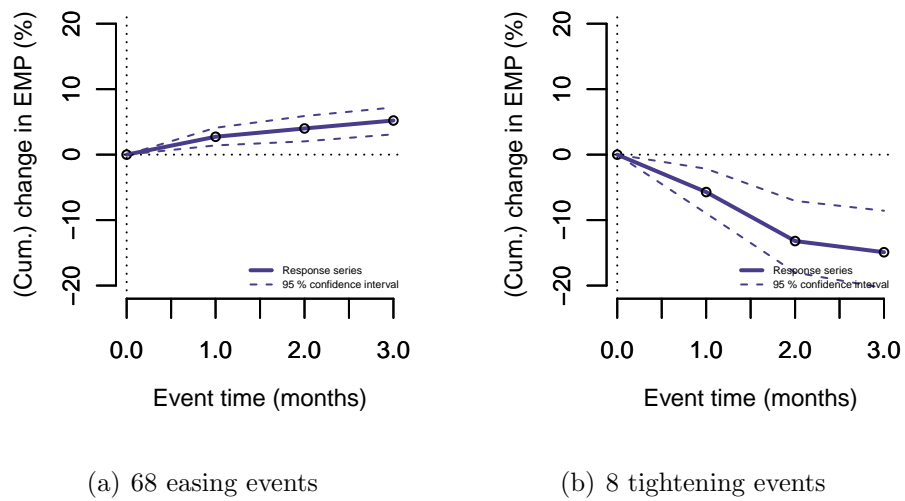 (Cum.) change in EMP (%)
20
10
0
−10
−20
Response series
95 % confidence interval
0.0 1.0 2.0 3.0
Event time (months)
(a) 68 easing events
(Cum.) change in EMP (%)
20
10
0
−10
−20
Response series
95 % confidence interval
0.0 1.0 2.0 3.0
Event time (months)
(b) 8 tightening events